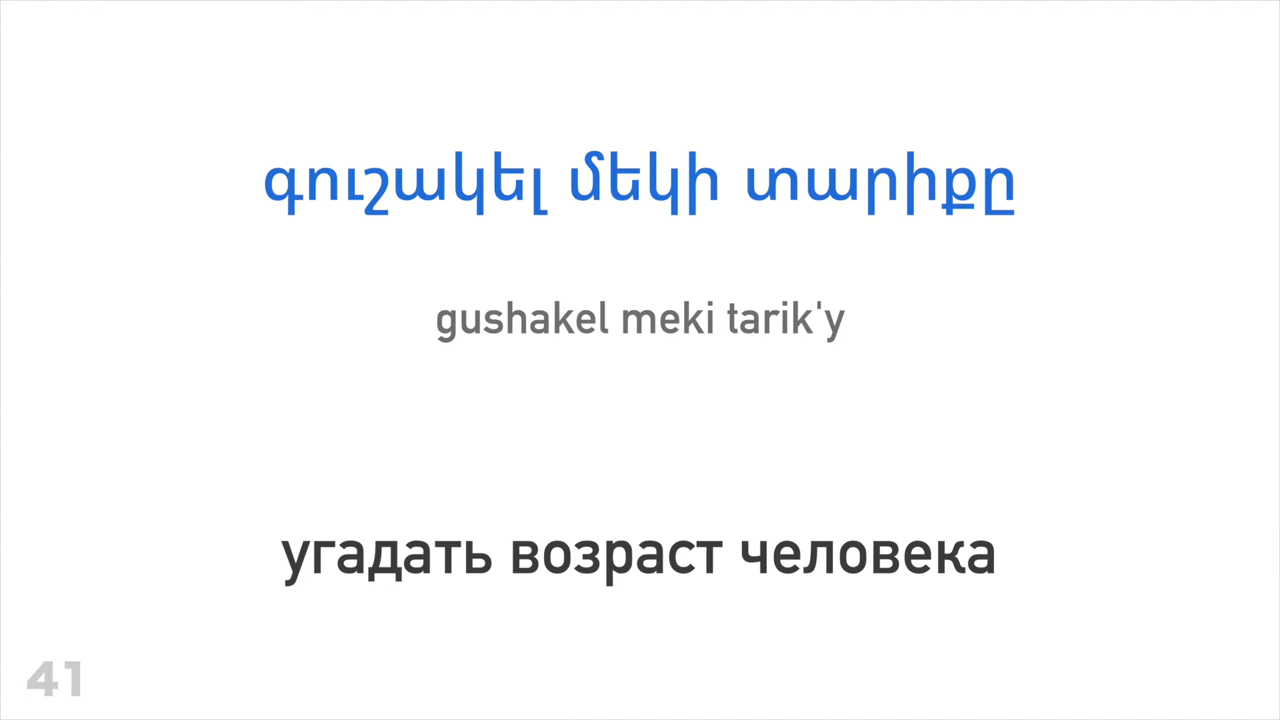 գուշակել մեկի տարիքը
gushakel meki tarik'y
угадать возраст человека
41